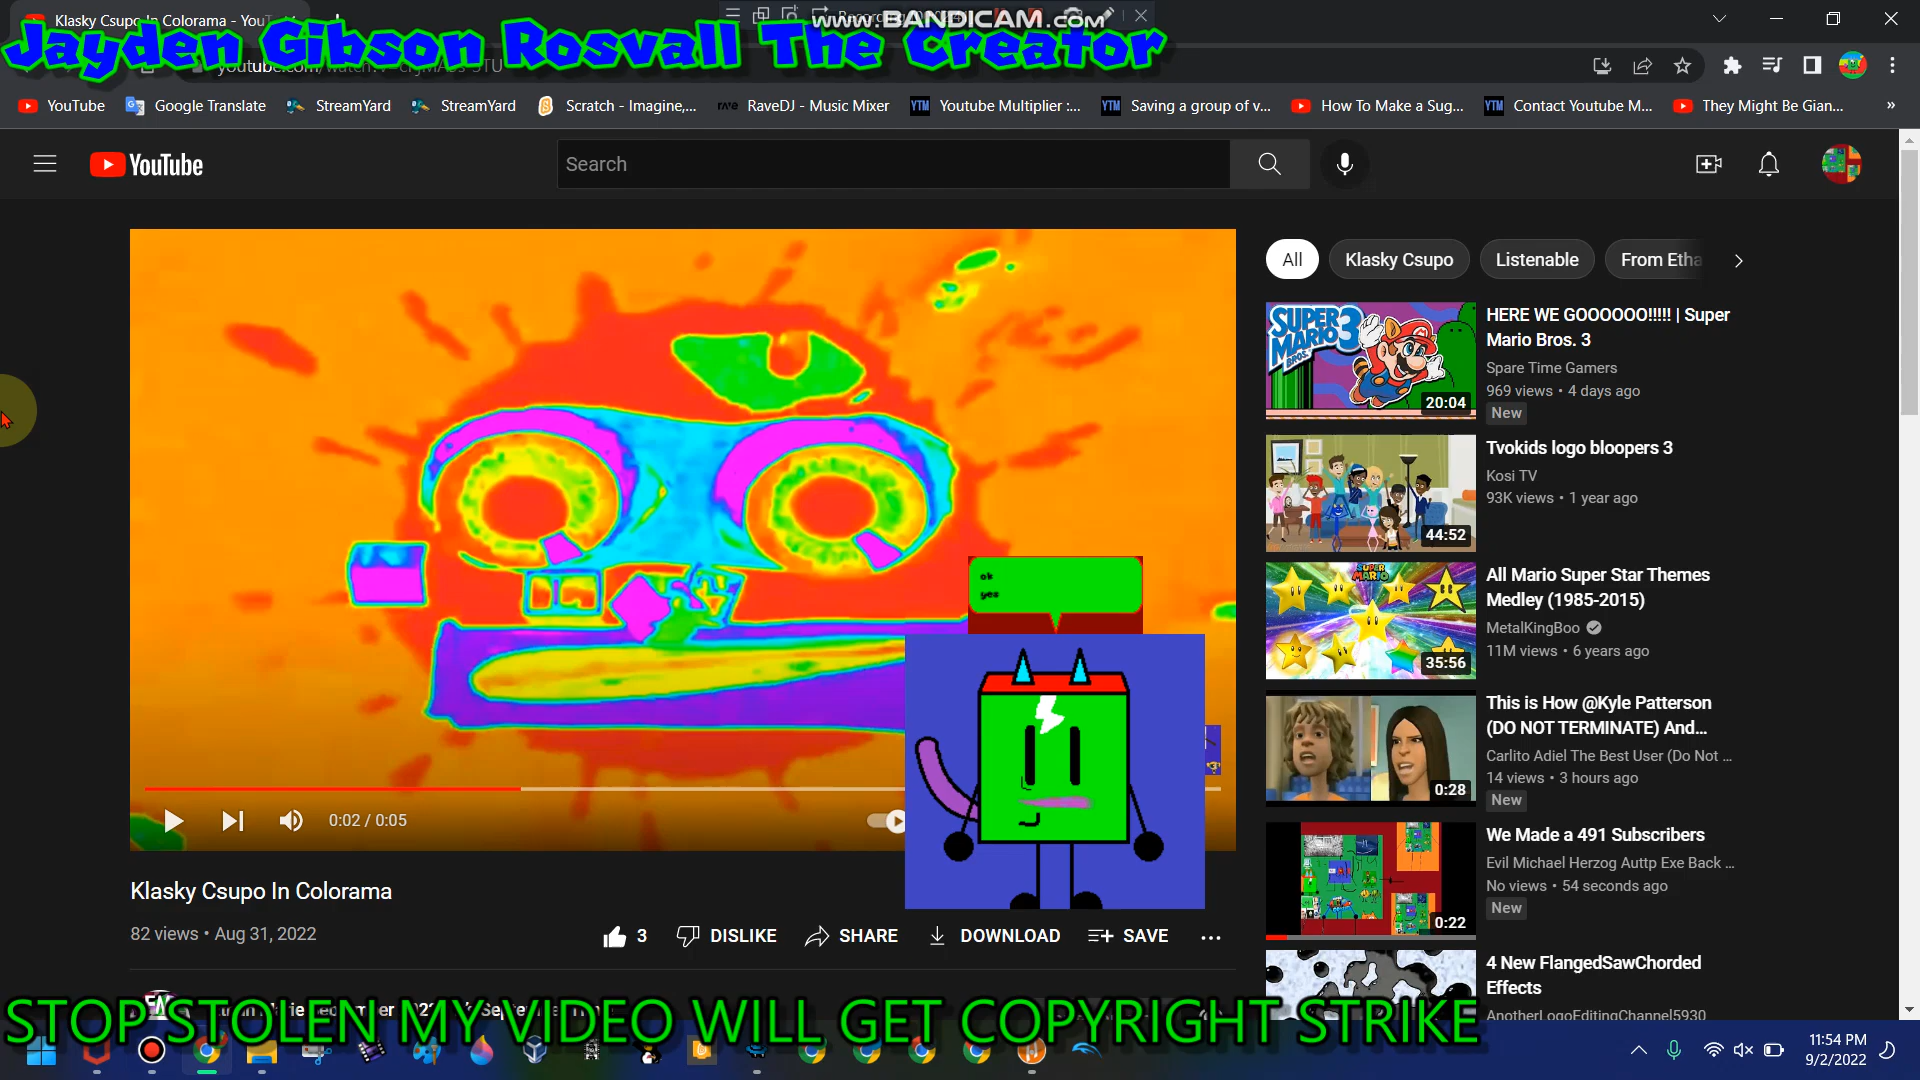 Klasky Csupo In Colorama - YouT
www.BANDICAM.com
Jayden Gibson Rosvall The Creator
YouTube
Google Translate
StreamYard
StreamYard
Scratch - Imagine,...
RaveDJ - Music Mixer
Youtube Multiplier :...
Saving a group of v...
How To Make a Sug...
Contact Youtube M...
They Might Be Gian...
»
YouTube
Search
All
Klasky Csupo
Listenable
From Etha
SUPER MARIO BROS. 3
20:04
HERE WE GOOOOOO!!!!! | Super
Mario Bros. 3
Spare Time Gamers
969 views • 4 days ago
New
44:52
Tvokids logo bloopers 3
Kosi TV
93K views • 1 year ago
SUPER MARIO
35:56
All Mario Super Star Themes
Medley (1985-2015)
MetalKingBoo
11M views • 6 years ago
0:28
This is How @Kyle Patterson
(DO NOT TERMINATE) And...
Carlito Adiel The Best User (Do Not ...
14 views • 3 hours ago
New
0:22
We Made a 491 Subscribers
Evil Michael Herzog Auttp Exe Back ...
No views • 54 seconds ago
New
4 New FlangedSawChorded
Effects
AnotherLogoEditingChannel5930
ok
yes
0:02 / 0:05
Klasky Csupo In Colorama
82 views • Aug 31, 2022
3
DISLIKE
SHARE
DOWNLOAD
SAVE
STOP STOLEN MY VIDEO WILL GET COPYRIGHT STRIKE
11:54 PM
9/2/2022